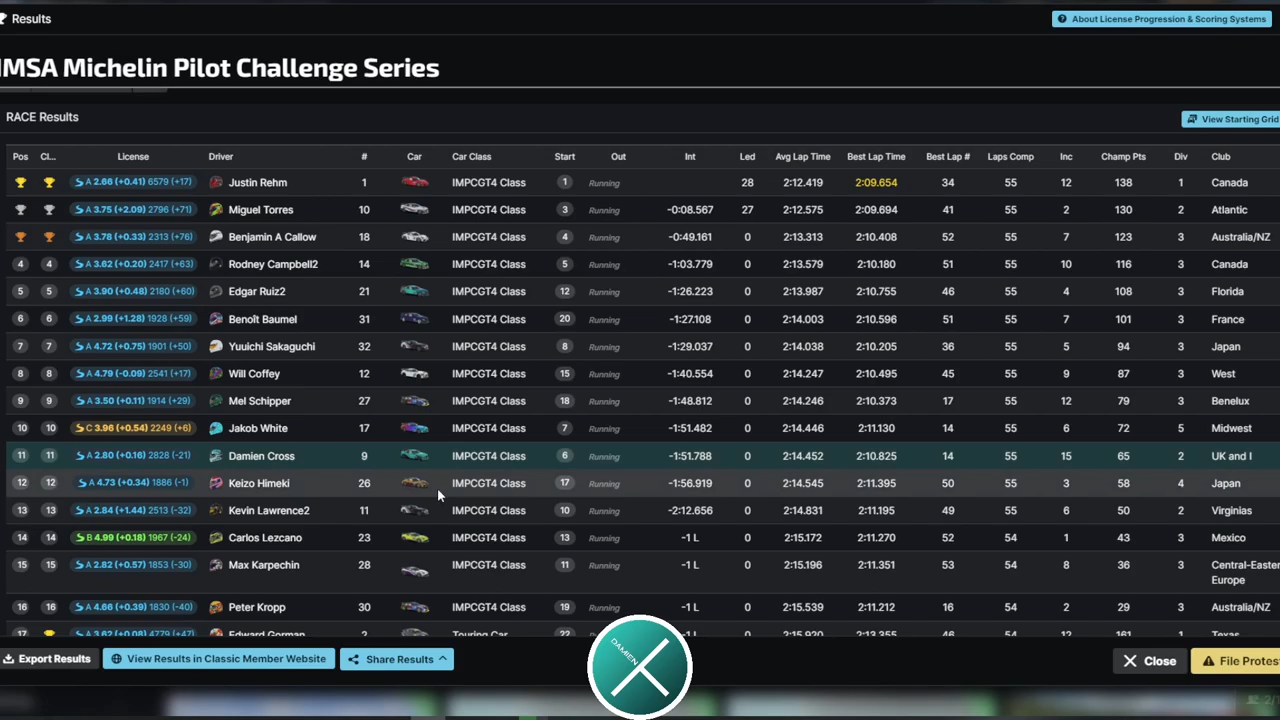 Results
About License Progression & Scoring Systems
IMSA Michelin Pilot Challenge Series
RACE Results
View Starting Grid
Pos Cl... License Driver # Car Car Class Start Out Int Led Avg Lap Time Best Lap Time Best Lap # Laps Comp Inc Champ Pts Div Club
A 2.66 (+0.41) 6579 (+17) Justin Rehm 1 IMPCGT4 Class 1 Running 28 2:12.419 2:09.654 34 55 12 138 1 Canada
A 3.75 (+2.09) 2796 (+71) Miguel Torres 10 IMPCGT4 Class 3 Running -0:08.567 27 2:12.575 2:09.694 41 55 2 130 2 Atlantic
A 3.78 (+0.33) 2313 (+76) Benjamin A Callow 18 IMPCGT4 Class 4 Running -0:49.161 0 2:13.313 2:10.408 52 55 7 123 3 Australia/NZ
4 4 A 3.62 (+0.20) 2417 (+63) Rodney Campbell2 14 IMPCGT4 Class 5 Running -1:03.779 0 2:13.579 2:10.180 51 55 10 116 3 Canada
5 5 A 3.90 (+0.48) 2180 (+60) Edgar Ruiz2 21 IMPCGT4 Class 12 Running -1:26.223 0 2:13.987 2:10.755 46 55 4 108 3 Florida
6 6 A 2.99 (+1.28) 1928 (+59) Benoît Baumel 31 IMPCGT4 Class 20 Running -1:27.108 0 2:14.003 2:10.596 51 55 7 101 3 France
7 7 A 4.72 (+0.75) 1901 (+50) Yuuichi Sakaguchi 32 IMPCGT4 Class 8 Running -1:29.037 0 2:14.038 2:10.205 36 55 5 94 3 Japan
8 8 A 4.79 (-0.09) 2541 (+17) Will Coffey 12 IMPCGT4 Class 15 Running -1:40.554 0 2:14.247 2:10.495 45 55 9 87 3 West
9 9 A 3.50 (+0.11) 1914 (+29) Mel Schipper 27 IMPCGT4 Class 18 Running -1:48.812 0 2:14.246 2:10.373 17 55 12 79 3 Benelux
10 10 C 3.96 (+0.54) 2249 (+6) Jakob White 17 IMPCGT4 Class 7 Running -1:51.482 0 2:14.446 2:11.130 14 55 6 72 5 Midwest
11 11 A 2.80 (+0.16) 2828 (-21) Damien Cross 9 IMPCGT4 Class 6 Running -1:51.788 0 2:14.452 2:10.825 14 55 15 65 2 UK and I
12 12 A 4.73 (+0.34) 1886 (-1) Keizo Himeki 26 IMPCGT4 Class 17 Running -1:56.919 0 2:14.545 2:11.395 50 55 3 58 4 Japan
13 13 A 2.84 (+1.44) 2513 (-32) Kevin Lawrence2 11 IMPCGT4 Class 10 Running -2:12.656 0 2:14.831 2:11.195 49 55 6 50 2 Virginias
14 14 B 4.99 (+0.18) 1967 (-24) Carlos Lezcano 23 IMPCGT4 Class 13 Running -1 L 0 2:15.172 2:11.270 52 54 1 43 3 Mexico
15 15 A 2.82 (+0.57) 1853 (-30) Max Karpechin 28 IMPCGT4 Class 11 Running -1 L 0 2:15.196 2:11.351 53 54 8 36 3 Central-Eastern
Europe
16 16 A 4.66 (+0.39) 1830 (-40) Peter Kropp 30 IMPCGT4 Class 19 Running -1 L 0 2:15.539 2:11.212 16 54 2 29 3 Australia/NZ
17 A 3.62 (+0.08) 4779 (+47) Edward Gorman 2 Touring Car 22 -1 L 0 2:15.920 2:13.355 46 54 12 161 1 Texas
Export Results
View Results in Classic Member Website
Share Results
DAMIEN
Close
File Protest